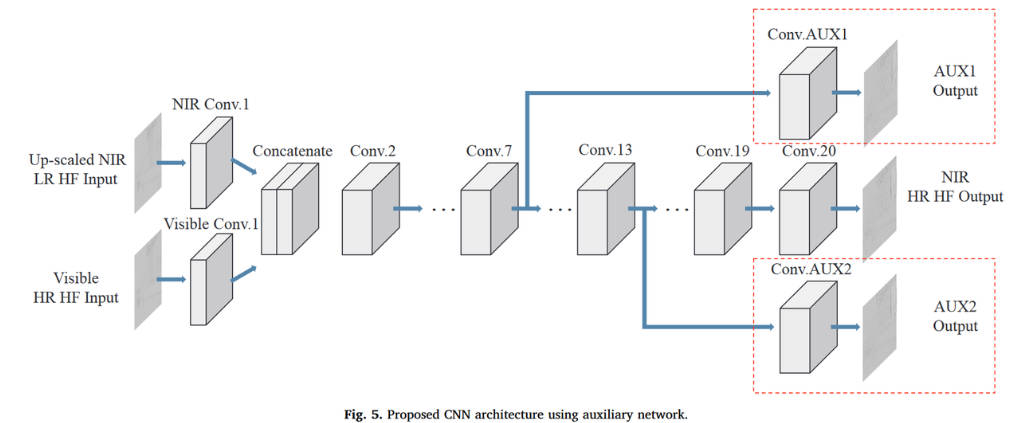 Conv.AUX1
AUX1
Output
NIR Conv.1
Up-scaled NIR
LR HF Input
Concatenate
Conv.2
...
Conv.7
...
Conv.13
...
Conv.19
Conv.20
NIR
HR HF Output
Visible Conv.1
Visible
HR HF Input
Conv.AUX2
AUX2
Output
Fig. 5. Proposed CNN architecture using auxiliary network.